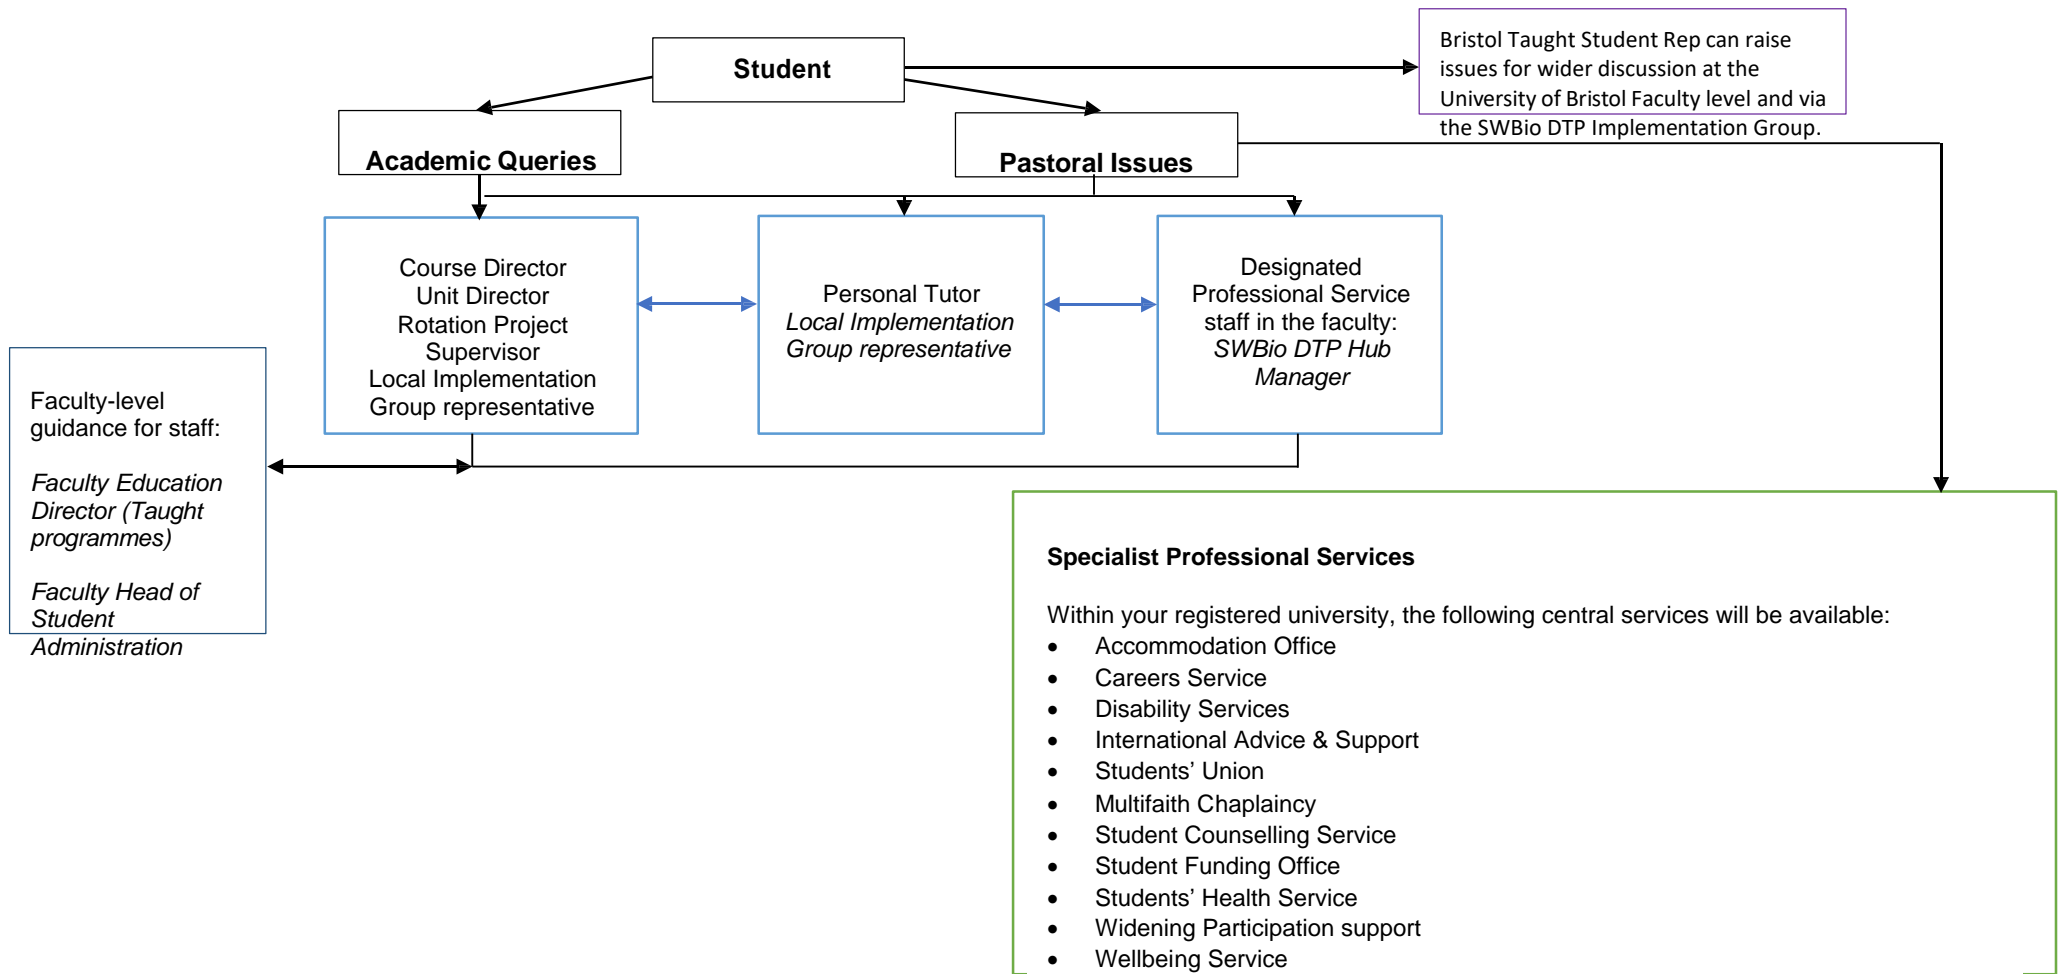 Student
Bristol Taught Student Rep can raise
issues for wider discussion at the
University of Bristol Faculty level and via
the SWBio DTP Implementation Group.
Academic Queries
Pastoral Issues
Course Director
Unit Director
Rotation Project
Supervisor
Local Implementation
Group representative
Personal Tutor
Local Implementation
Group representative
Designated
Professional Service
staff in the faculty:
SWBio DTP Hub
Manager
Faculty-level
guidance for staff:
Faculty Education
Director (Taught
programmes)
Faculty Head of
Student
Administration
Specialist Professional Services
Within your registered university, the following central services will be available:
• Accommodation Office
• Careers Service
• Disability Services
• International Advice & Support
• Students’ Union
• Multifaith Chaplaincy
• Student Counselling Service
• Student Funding Office
• Students’ Health Service
• Widening Participation support
• Wellbeing Service